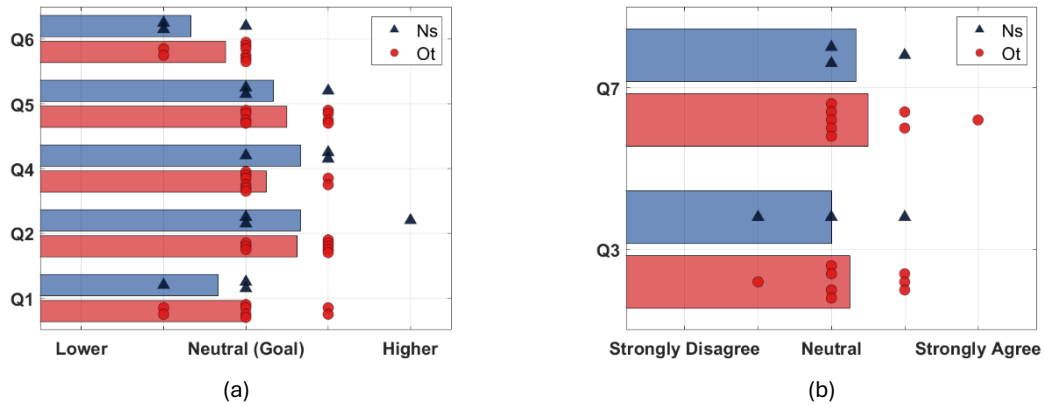 Q6
Q5
Q4
Q2
Q1
Lower
Neutral (Goal)
Higher
Ns
Ot
(a)
Q7
Q3
Strongly Disagree
Neutral
Strongly Agree
Ns
Ot
(b)